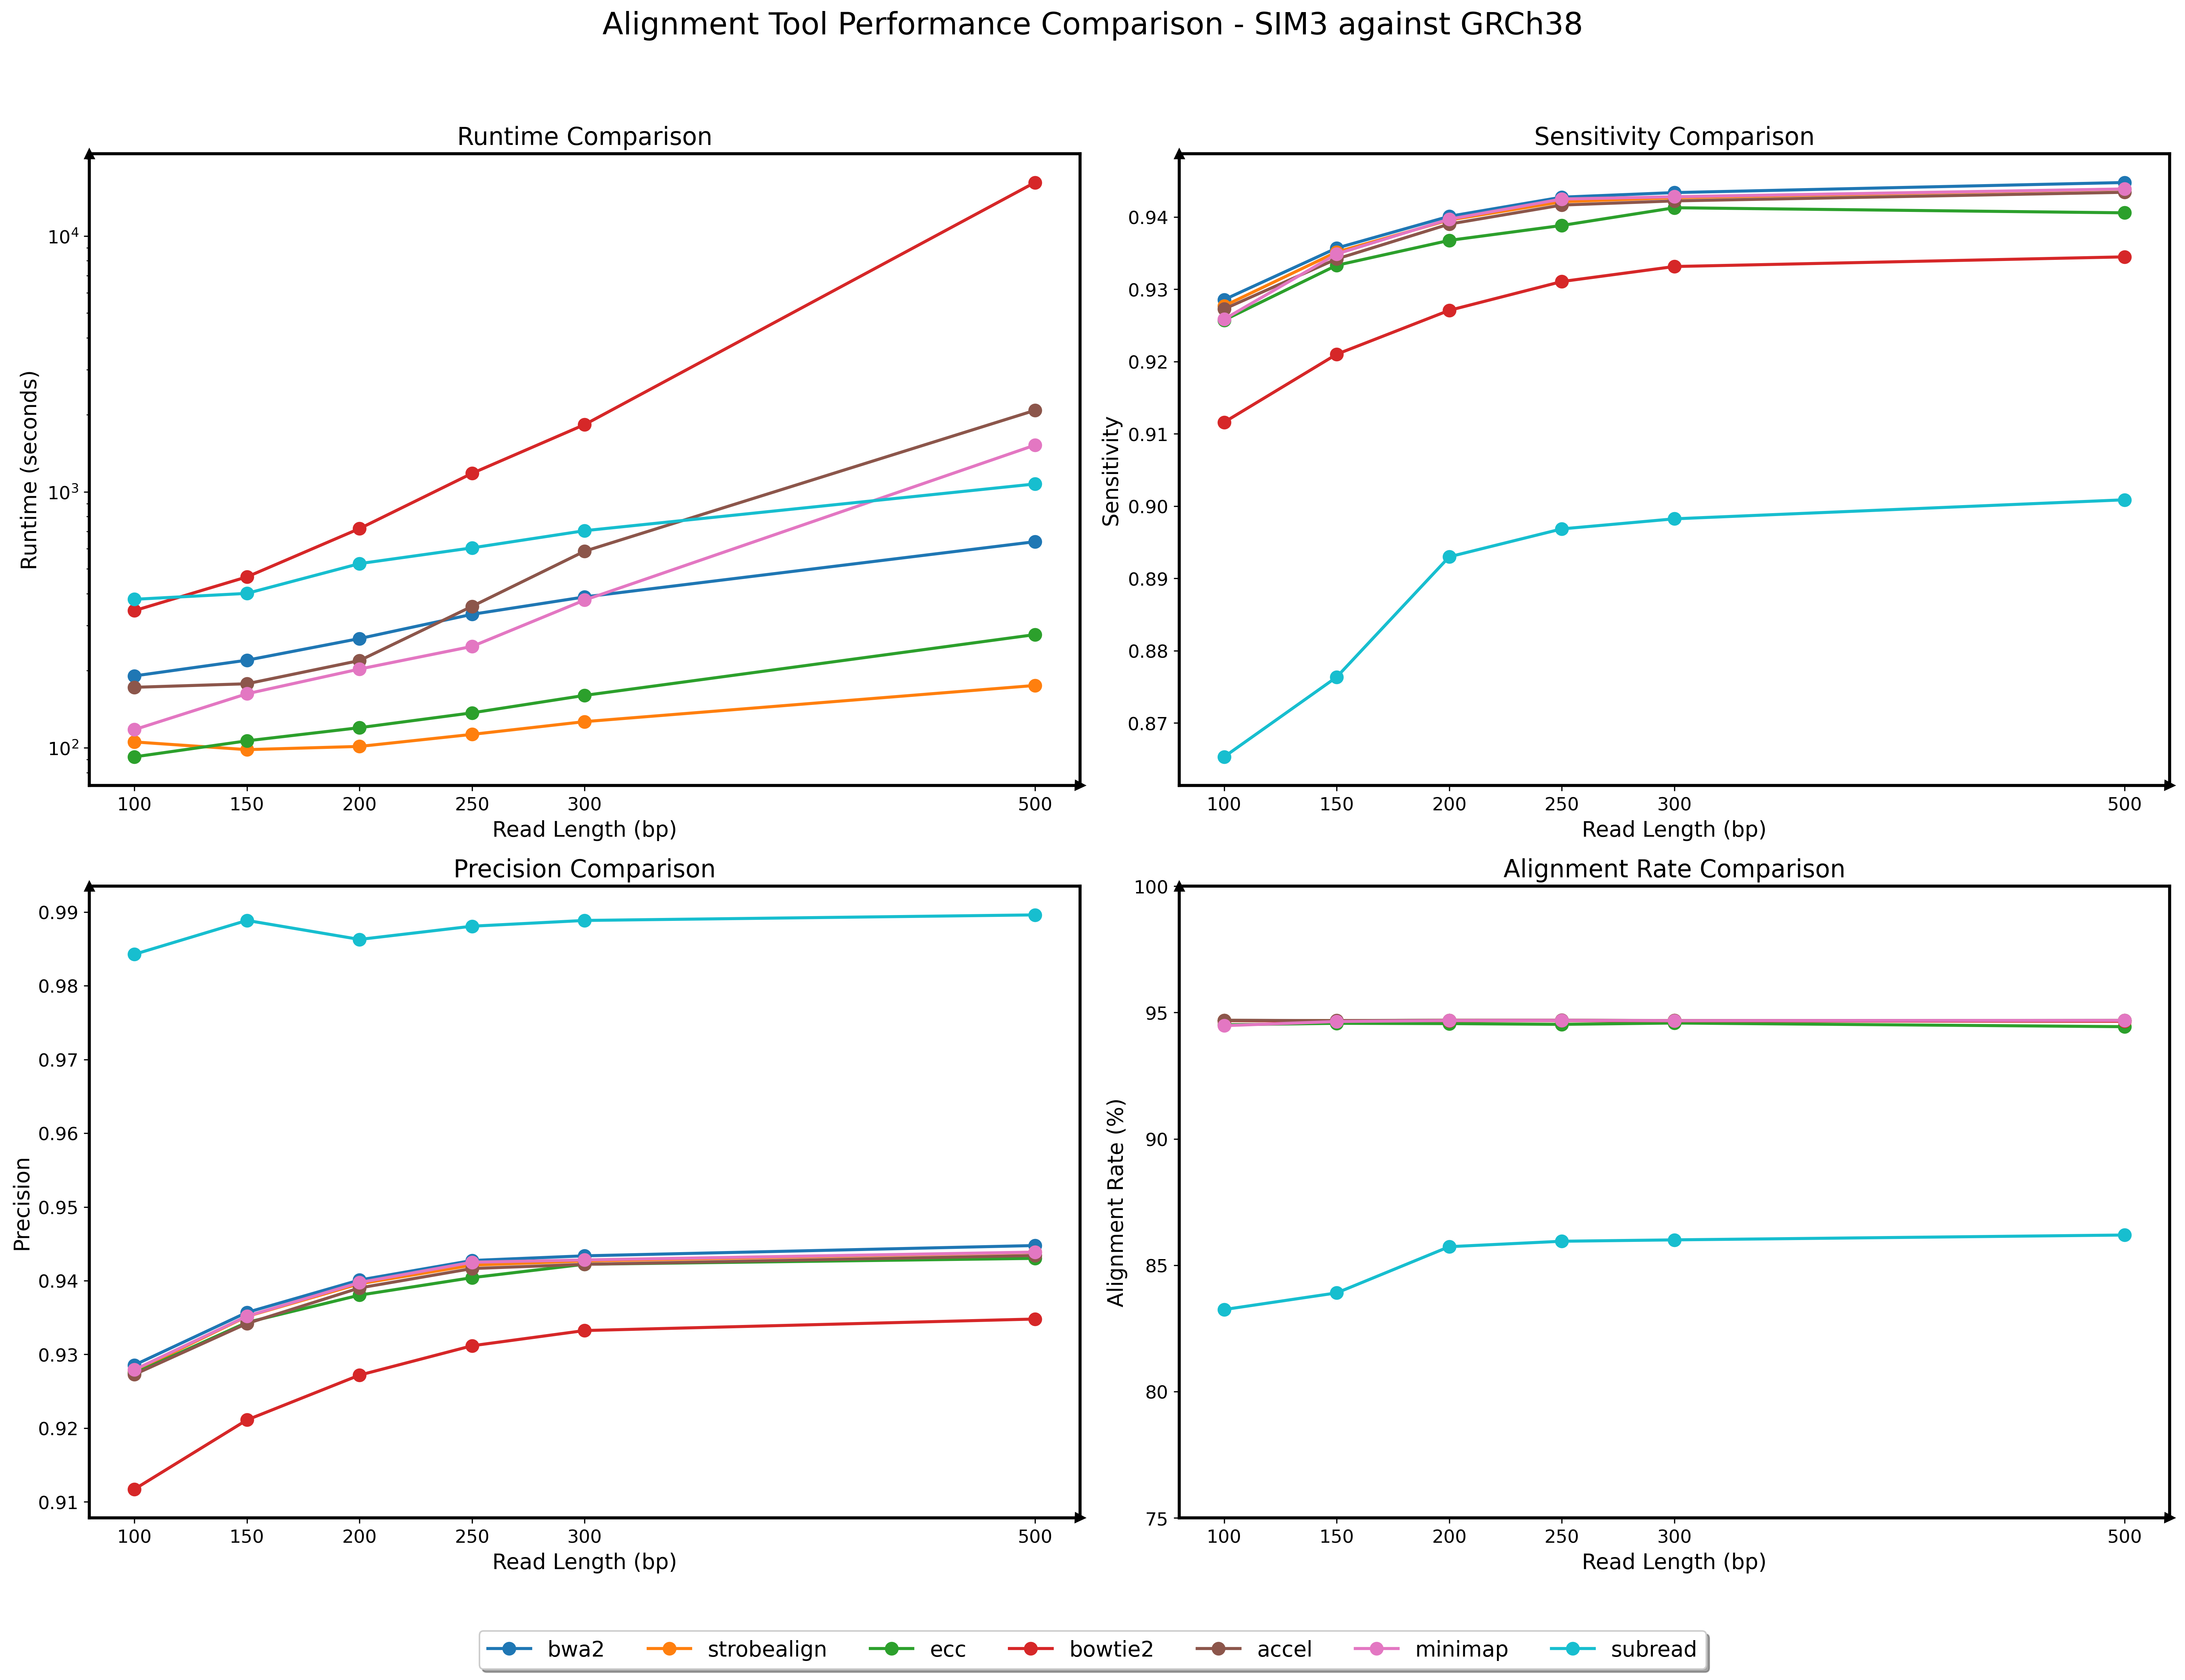 Alignment Tool Performance Comparison - SIM3 against GRCh38
Runtime Comparison
Runtime (seconds)
10^4
10^3
10^2
100 150 200 250 300 500
Read Length (bp)
Sensitivity Comparison
Sensitivity
0.94
0.93
0.92
0.91
0.90
0.89
0.88
0.87
100 150 200 250 300 500
Read Length (bp)
Precision Comparison
Precision
0.99
0.98
0.97
0.96
0.95
0.94
0.93
0.92
0.91
100 150 200 250 300 500
Read Length (bp)
Alignment Rate Comparison
Alignment Rate (%)
100
95
90
85
80
75
100 150 200 250 300 500
Read Length (bp)
bwa2 strobealign ecc bowtie2 accel minimap subread